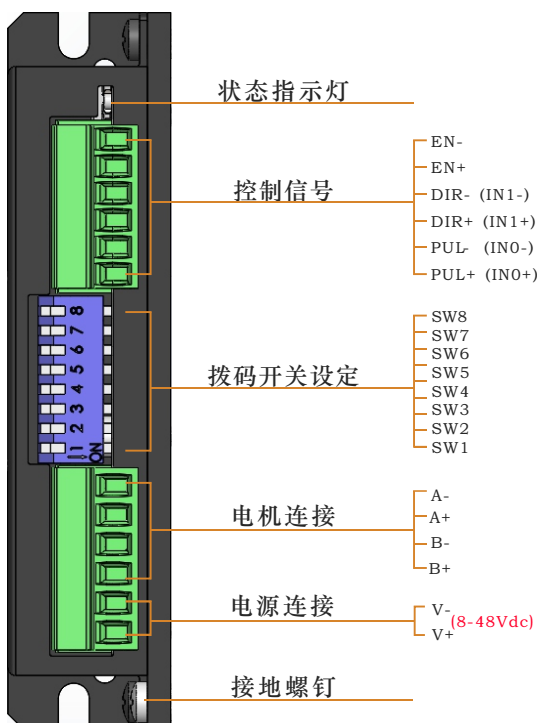 状态指示灯
控制信号
EN-
EN+
DIR- (IN1-)
DIR+ (IN1+)
PUL- (IN0-)
PUL+ (IN0+)
8
7
6
5
4
3
2
1
ON
拨码开关设定
SW8
SW7
SW6
SW5
SW4
SW3
SW2
SW1
电机连接
A-
A+
B-
B+
电源连接
V-
(8-48Vdc)
V+
接地螺钉